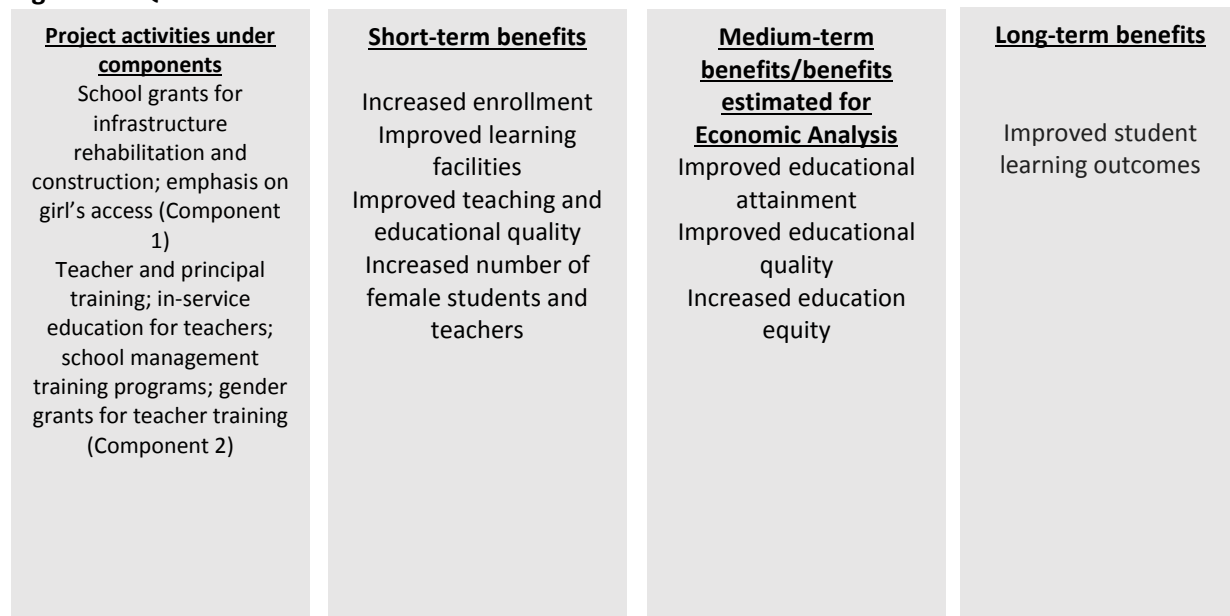 Project activities under
components
School grants for
infrastructure
rehabilitation and
construction; emphasis on
girl's access (Component
1)
Teacher and principal
training; in-service
education for teachers;
school management
training programs; gender
grants for teacher training
(Component 2)
Short-term benefits
Increased enrollment
Improved learning
facilities
Improved teaching and
educational quality
Increased number of
female students and
teachers
Medium-term
benefits/benefits
estimated for
Economic Analysis
Improved educational
attainment
Improved educational
quality
Increased education
equity
Long-term benefits
Improved student
learning outcomes